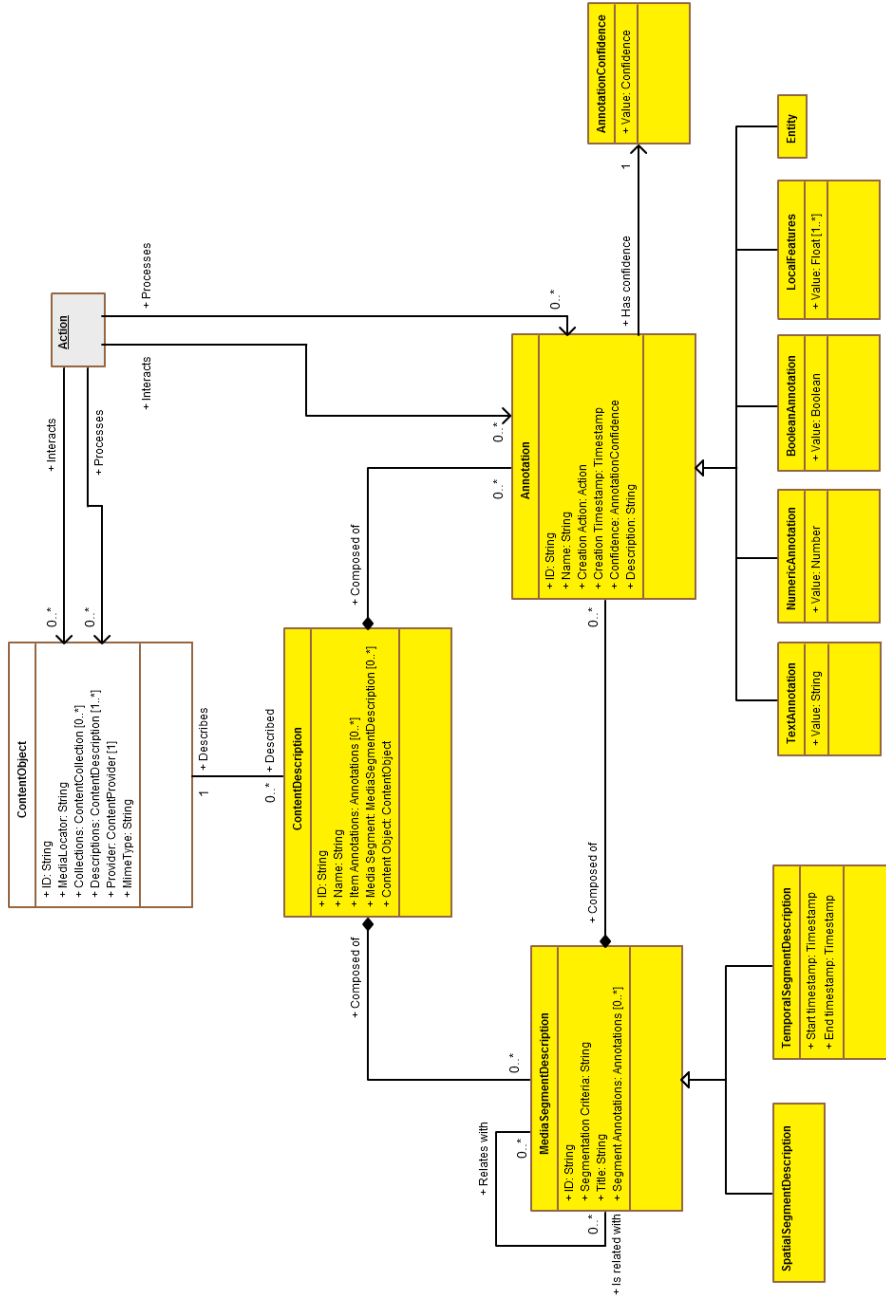 ContentObject
+ ID: String
+ MediaLocator: String
+ Collections: ContentCollection [0..*]
+ Descriptions: ContentDescription [1..*]
+ Provider: ContentProvider [1]
+ MimeType: String
+ Interacts
0..*
+ Processes
0..*
Action
+ Interacts
0..*
+ Processes
0..*
1
+ Describes
0..*
+ Described
ContentDescription
+ ID: String
+ Name: String
+ Item Annotations: Annotations [0..*]
+ Media Segment: MediaSegmentDescription [0..*]
+ Content Object: ContentObject
+ Composed of
0..*
+ Composed of
0..*
MediaSegmentDescription
+ ID: String
+ Segmentation Criteria: String
+ Title: String
+ Segment Annotations: Annotations [0..*]
+ Relates with
0..*
0..*
+ Is related with
+ Composed of
0..*
Annotation
+ ID: String
+ Name: String
+ Creation Action: Action
+ Creation Timestamp: Timestamp
+ Confidence: AnnotationConfidence
+ Description: String
+ Has confidence
1
AnnotationConfidence
+ Value: Confidence
SpatialSegmentDescription
TemporalSegmentDescription
+ Start timestamp: Timestamp
+ End timestamp: Timestamp
TextAnnotation
+ Value: String
NumericAnnotation
+ Value: Number
BooleanAnnotation
+ Value: Boolean
LocalFeatures
+ Value: Float [1..*]
Entity